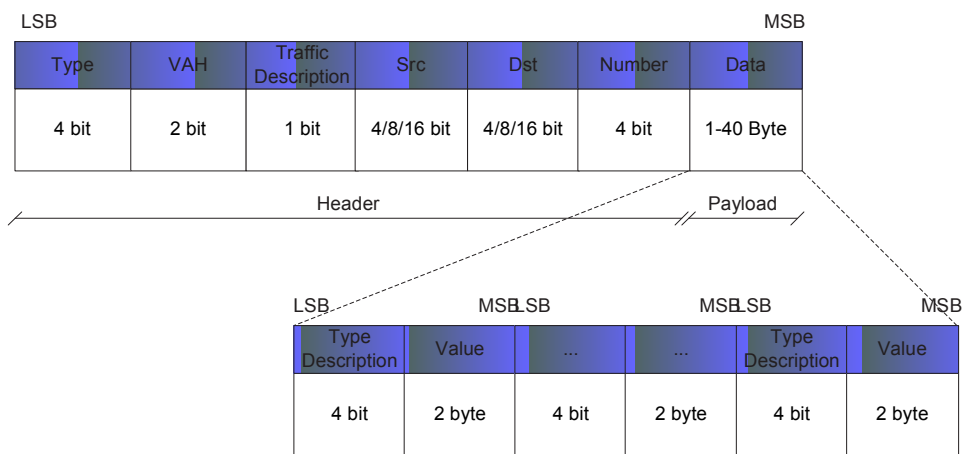 LSB MSB
Type VAH Traffic Description Src Dst Number Data
4 bit 2 bit 1 bit 4/8/16 bit 4/8/16 bit 4 bit 1-40 Byte
Header Payload
LSB MSB LSB MSB LSB MSB
Type Description Value ... ... Type Description Value
4 bit 2 byte 4 bit 2 byte 4 bit 2 byte